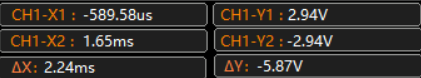 CH1-X1 : -589.58us CH1-Y1 : 2.94V
CH1-X2 : 1.65ms CH1-Y2 : -2.94V
ΔX: 2.24ms ΔY: -5.87V